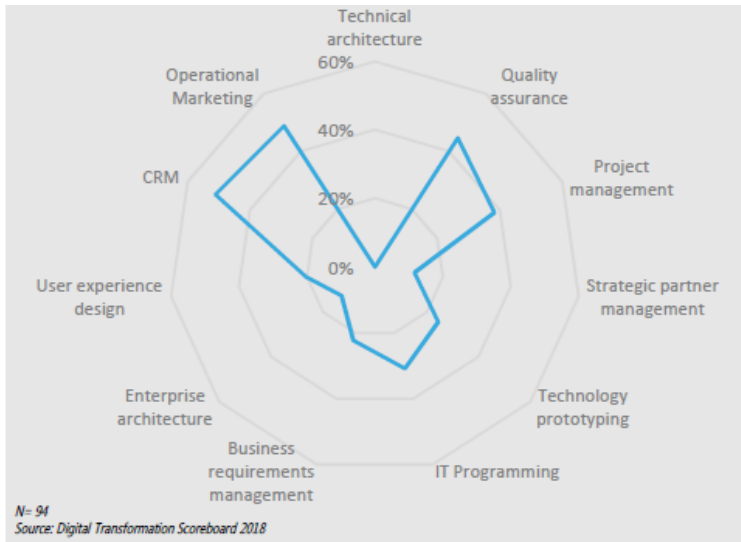 Technical
architecture
60%
Operational
Marketing
Quality
assurance
40%
CRM
Project
management
20%
0%
User experience
design
Strategic partner
management
Enterprise
architecture
Technology
prototyping
Business
requirements
management
IT Programming
N= 94
Source: Digital Transformation Scoreboard 2018